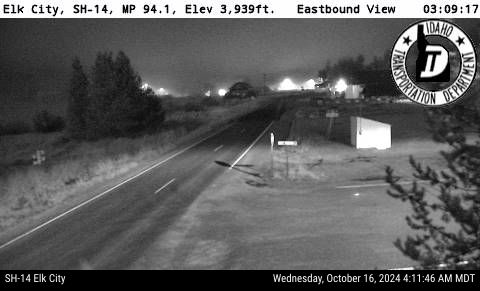 Elk City, SH-14, MP 94.1, Elev 3,939ft. Eastbound View 03:09:17
IDAHO
TRANSPORTATION DEPARTMENT
SH-14 Elk City Wednesday, October 16, 2024 4:11:46 AM MDT